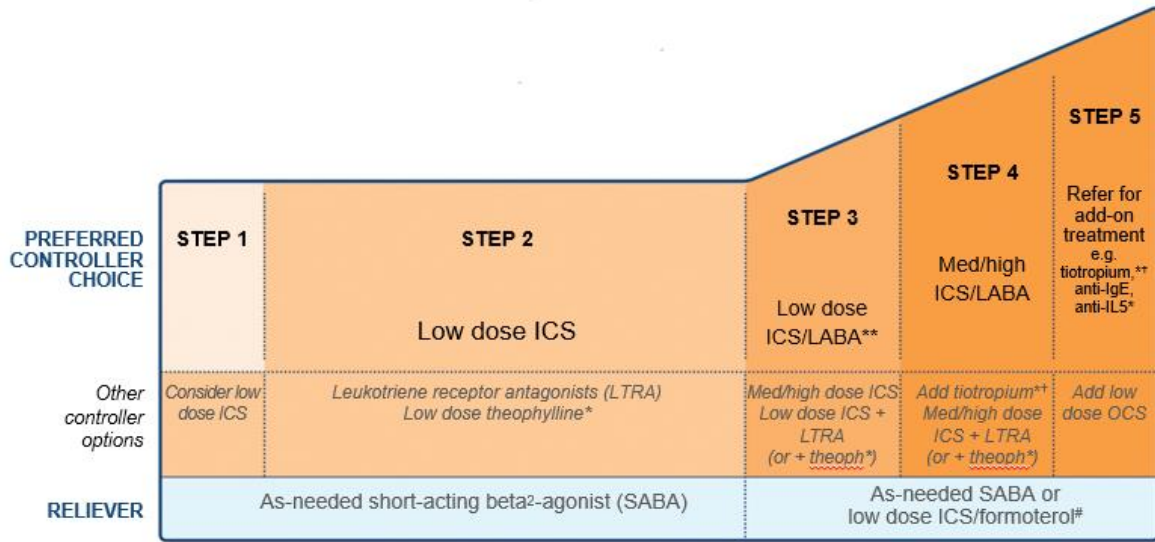 PREFERRED
CONTROLLER
CHOICE
STEP 1
STEP 2
Low dose ICS
STEP 3
Low dose
ICS/LABA**
STEP 4
Med/high
ICS/LABA
STEP 5
Refer for
add-on
treatment
e.g.
tiotropium,*†
anti-IgE,
anti-IL5*
Other
controller
options
Consider low
dose ICS
Leukotriene receptor antagonists (LTRA)
Low dose theophylline*
Med/high dose ICS
Low dose ICS +
LTRA
(or + theoph*)
Add tiotropium*†
Med/high dose
ICS + LTRA
(or + theoph*)
Add low
dose OCS
RELIEVER
As-needed short-acting beta2-agonist (SABA)
As-needed SABA or
low dose ICS/formoterol#